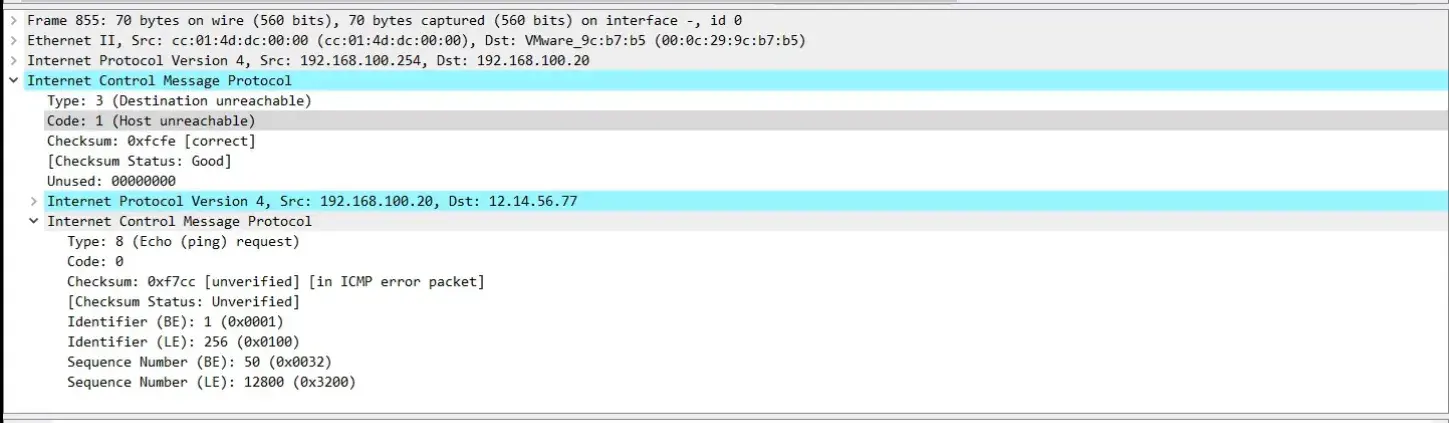 Frame 855: 70 bytes on wire (560 bits), 70 bytes captured (560 bits) on interface -, id 0
Ethernet II, Src: cc:01:4d:dc:00:00 (cc:01:4d:dc:00:00), Dst: VMware_9c:b7:b5 (00:0c:29:9c:b7:b5)
Internet Protocol Version 4, Src: 192.168.100.254, Dst: 192.168.100.20
Internet Control Message Protocol
Type: 3 (Destination unreachable)
Code: 1 (Host unreachable)
Checksum: 0xfcfe [correct]
[Checksum Status: Good]
Unused: 00000000
Internet Protocol Version 4, Src: 192.168.100.20, Dst: 12.14.56.77
Internet Control Message Protocol
Type: 8 (Echo (ping) request)
Code: 0
Checksum: 0xf7cc [unverified] [in ICMP error packet]
[Checksum Status: Unverified]
Identifier (BE): 1 (0x0001)
Identifier (LE): 256 (0x0100)
Sequence Number (BE): 50 (0x0032)
Sequence Number (LE): 12800 (0x3200)